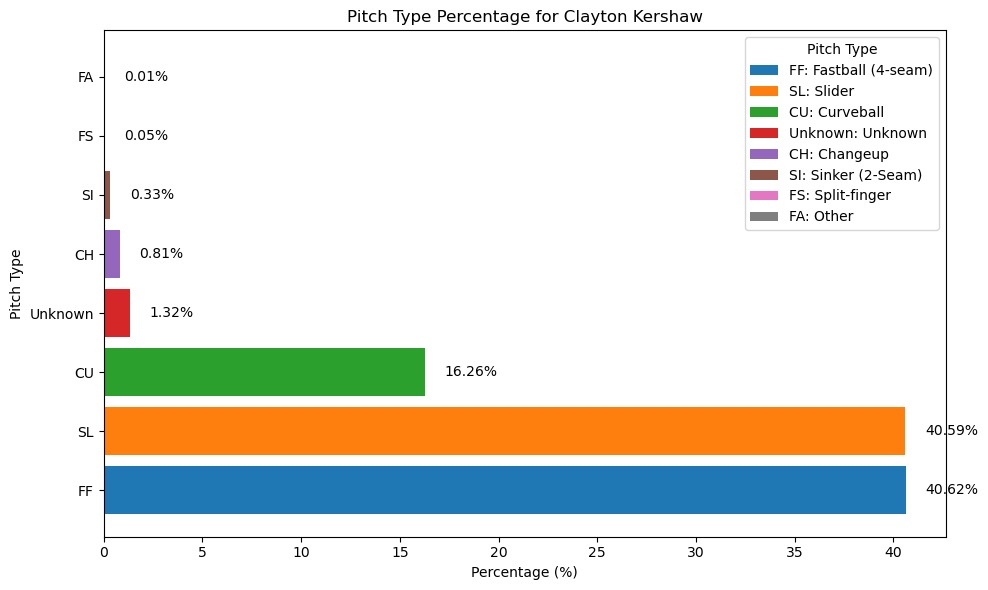 Pitch Type Percentage for Clayton Kershaw
Pitch Type
FF: Fastball (4-seam)
SL: Slider
CU: Curveball
Unknown: Unknown
CH: Changeup
SI: Sinker (2-Seam)
FS: Split-finger
FA: Other
Pitch Type
FA 0.01%
FS 0.05%
SI 0.33%
CH 0.81%
Unknown 1.32%
CU 16.26%
SL 40.59%
FF 40.62%
0 5 10 15 20 25 30 35 40
Percentage (%)